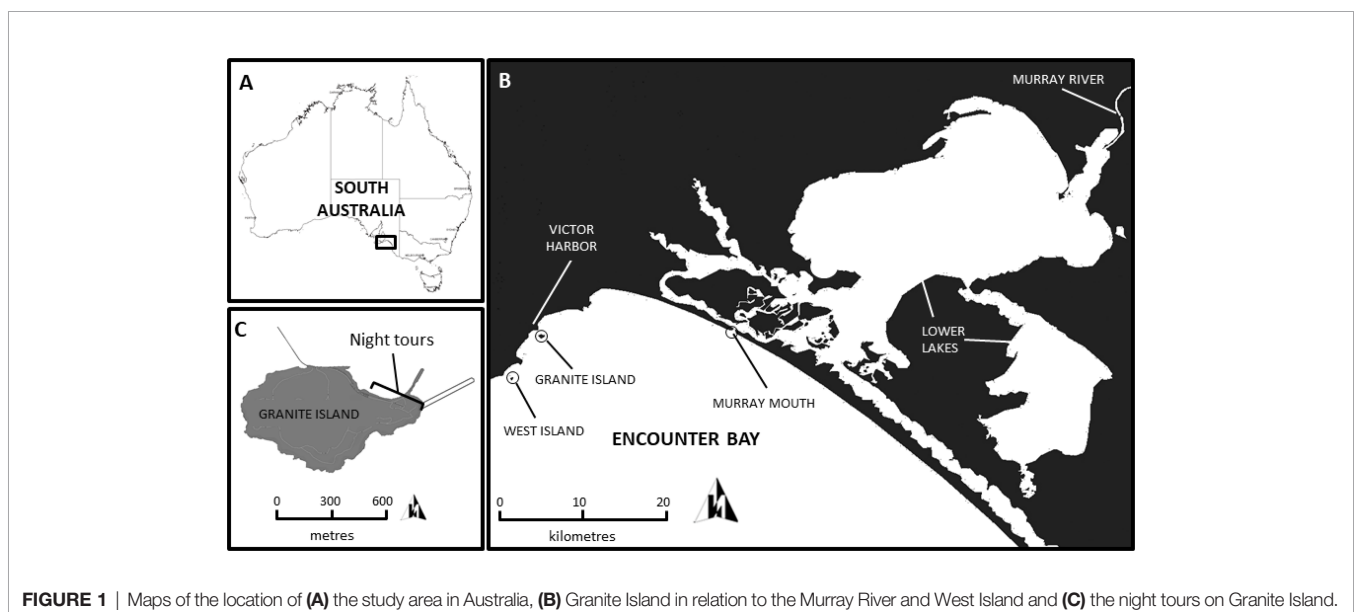 A
SOUTH
AUSTRALIA
B
MURRAY RIVER
VICTOR
HARBOR
LOWER
LAKES
GRANITE ISLAND
MURRAY MOUTH
WEST ISLAND
ENCOUNTER BAY
0 10 20
kilometres
C
Night tours
GRANITE ISLAND
0 300 600
metres
FIGURE 1 | Maps of the location of (A) the study area in Australia, (B) Granite Island in relation to the Murray River and West Island and (C) the night tours on Granite Island.